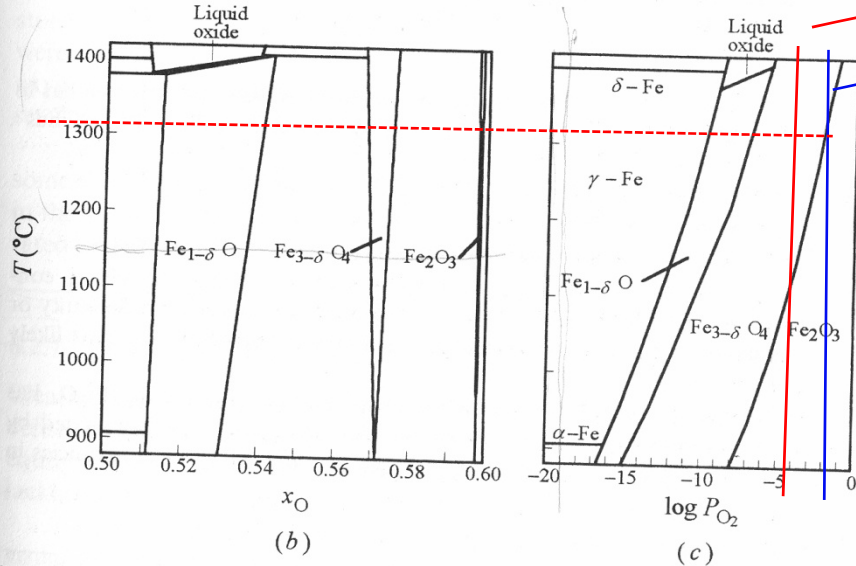 Liquid
oxide
1400
1300
1200
1100
1000
900
T (°C)
Fe₁₋δ O
Fe₃₋δ O₄
Fe₂O₃
0.50
0.52
0.54
0.56
0.58
0.60
x_O
(b)
Liquid
oxide
δ – Fe
γ – Fe
Fe₁₋δ O
Fe₃₋δ O₄
Fe₂O₃
α–Fe
−20
−15
−10
−5
0
log P_O₂
(c)